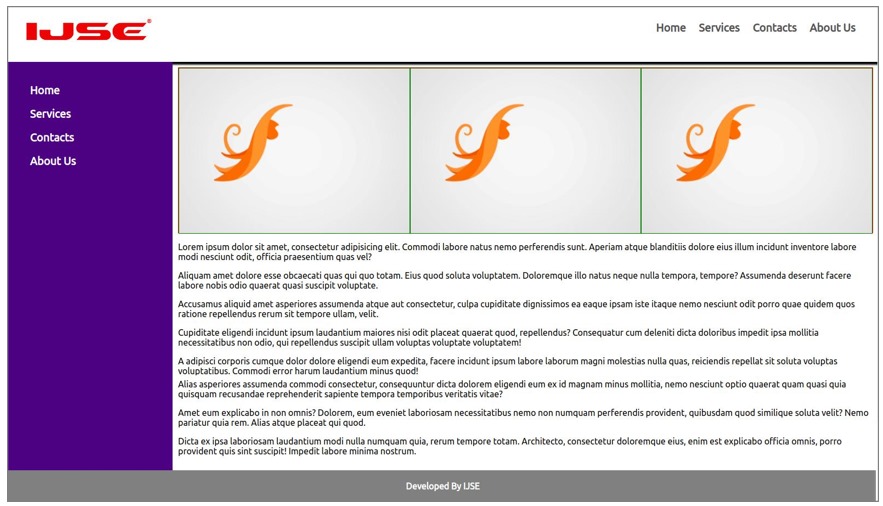 IJSE®
Home Services Contacts About Us
Home
Services
Contacts
About Us
Lorem ipsum dolor sit amet, consectetur adipisicing elit. Commodi labore natus nemo perferendis sunt. Aperiam atque blanditiis dolore eius illum incidunt inventore labore
modi nesciunt odit, officia praesentium quas vel?
Aliquam amet dolore esse obcaecati quas qui quo totam. Eius quod soluta voluptatem. Doloremque illo natus neque nulla tempora, tempore? Assumenda deserunt facere
labore nobis odio quaerat quasi suscipit voluptate.
Accusamus aliquid amet asperiores assumenda atque aut consectetur, culpa cupiditate dignissimos ea eaque ipsam iste itaque nemo nesciunt odit porro quae quidem quos
ratione repellendus rerum sit tempore ullam, velit.
Cupiditate eligendi incidunt ipsum laudantium maiores nisi odit placeat quaerat quod, repellendus? Consequatur cum deleniti dicta doloribus impedit ipsa mollitia
necessitatibus non odio, qui repellendus suscipit ullam voluptas voluptate voluptatem!
A adipisci corporis cumque dolor dolore eligendi eum expedita, facere incidunt ipsum labore laborum magni molestias nulla quas, reiciendis repellat sit soluta voluptas
voluptatibus. Commodi error harum laudantium minus quod!
Alias asperiores assumenda commodi consectetur, consequuntur dicta dolorem eligendi eum ex id magnam minus mollitia, nemo nesciunt optio quaerat quam quasi quia
quisquam recusandae reprehenderit sapiente tempora temporibus veritatis vitae?
Amet eum explicabo in non omnis? Dolorem, eum eveniet laboriosam necessitatibus nemo non numquam perferendis provident, quibusdam quod similique soluta velit? Nemo
pariatur quia rem. Alias atque placeat qui quod.
Dicta ex ipsa laboriosam laudantium modi nulla numquam quia, rerum tempore totam. Architecto, consectetur doloremque eius, enim est explicabo officia omnis, porro
provident quis sint suscipit! Impedit labore minima nostrum.
Developed By IJSE